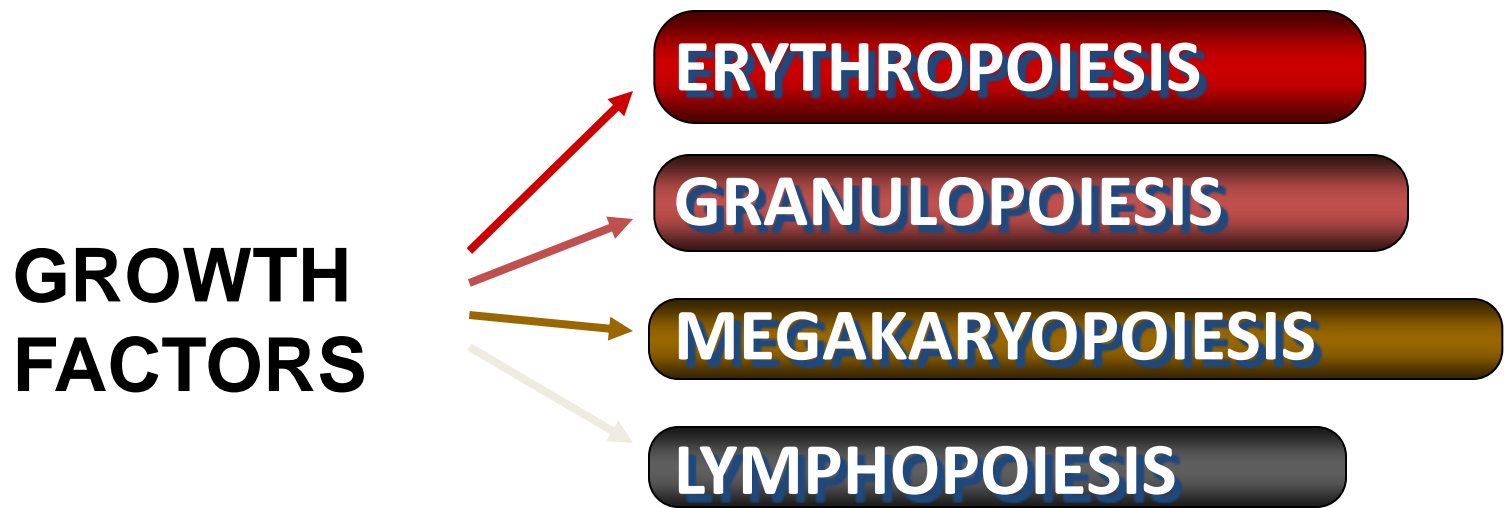 GROWTH
FACTORS
ERYTHROPOIESIS
GRANULOPOIESIS
MEGAKARYOPOIESIS
LYMPHOPOIESIS